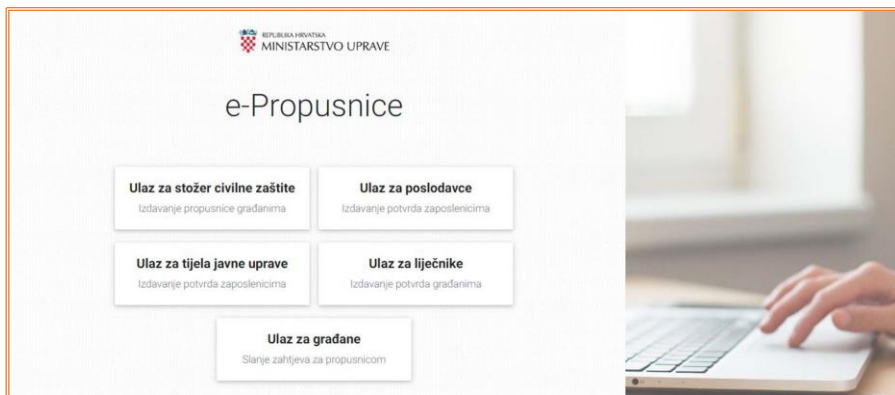 REPUBLIKA HRVATSKA
MINISTARSTVO UPRAVE
e-Propusnice
Ulaz za stožer civilne zaštite
Izdavanje propusnice građanima
Ulaz za poslodavce
Izdavanje potvrda zaposlenicima
Ulaz za tijela javne uprave
Izdavanje potvrda zaposlenicima
Ulaz za liječnike
Izdavanje potvrda građanima
Ulaz za građane
Slanje zahtjeva za propusnicom